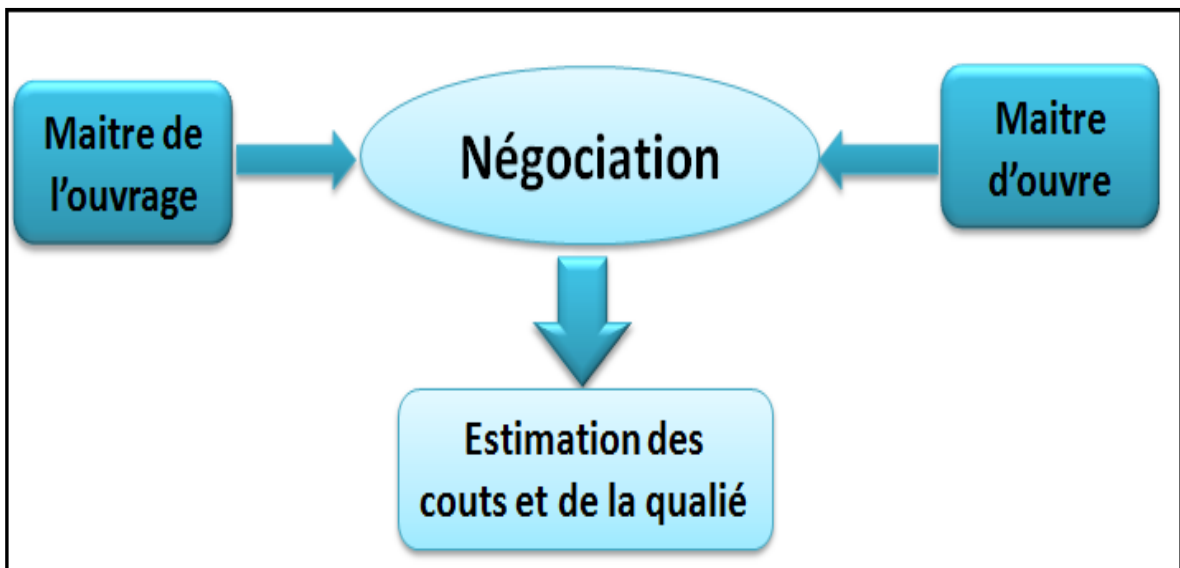 Maitre de
l'ouvrage
Négociation
Maitre
d'ouvre
Estimation des
couts et de la qualié